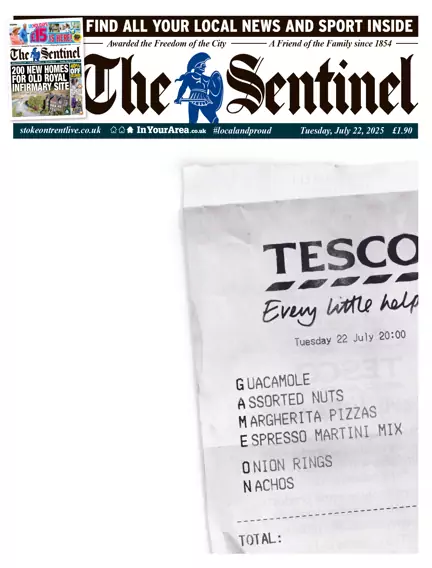 FIND ALL YOUR LOCAL NEWS AND SPORT INSIDE
Awarded the Freedom of the City
A Friend of the Family since 1854
The Sentinel
200 NEW HOMES
FOR OLD ROYAL
INFIRMARY SITE
The Sentinel
stokeontrentlive.co.uk
InYourArea.co.uk
#localandproud
Tuesday, July 22, 2025 £1.90
TESCO
Every little help
Tuesday 22 July 20:00
GUACAMOLE
ASSORTED NUTS
MARGHERITA PIZZAS
ESPRESSO MARTINI MIX
ONION RINGS
NACHOS
TOTAL: